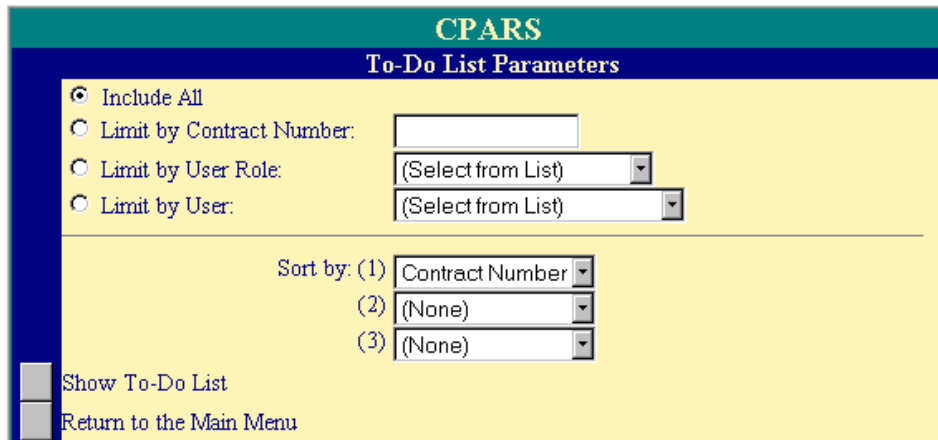 CPARS
To-Do List Parameters
Include All
Limit by Contract Number:
Limit by User Role: (Select from List)
Limit by User: (Select from List)
Sort by: (1) Contract Number
(2) (None)
(3) (None)
Show To-Do List
Return to the Main Menu